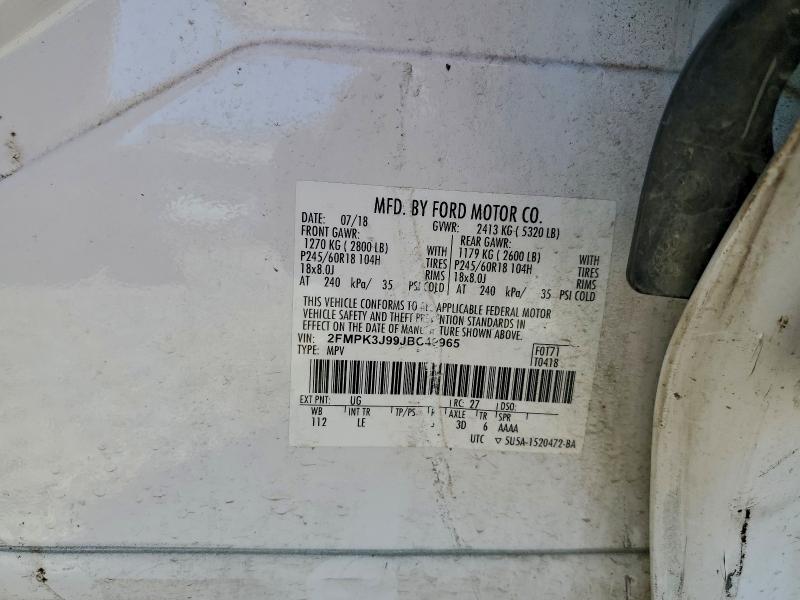 MFD. BY FORD MOTOR CO.
DATE: 07/18 GVWR: 2413 KG ( 5320 LB)
FRONT GAWR: REAR GAWR:
1270 KG ( 2800 LB) WITH 1179 KG ( 2600 LB) WITH
P245/60R18 104H TIRES P245/60R18 104H TIRES
18x8.0J RIMS 18x8.0J RIMS
AT 240 kPa/ 35 PSI COLD AT 240 kPa/ 35 PSI COLD
THIS VEHICLE CONFORMS TO APPLICABLE FEDERAL MOTOR
VEHICLE SAFETY AND THEFT STANDARDS IN
EFFECT ON THE DATE OF SHOWN ABOVE.
VIN:
TYPE: MPV
F0171
T0418
EXT PNT: UG RC: 27 DSO:
WB INT TR TP/PS R AXLE TR SPR
112 LE 3D 6 AAAA
UTC ▽ 5U5A-1520472-BA